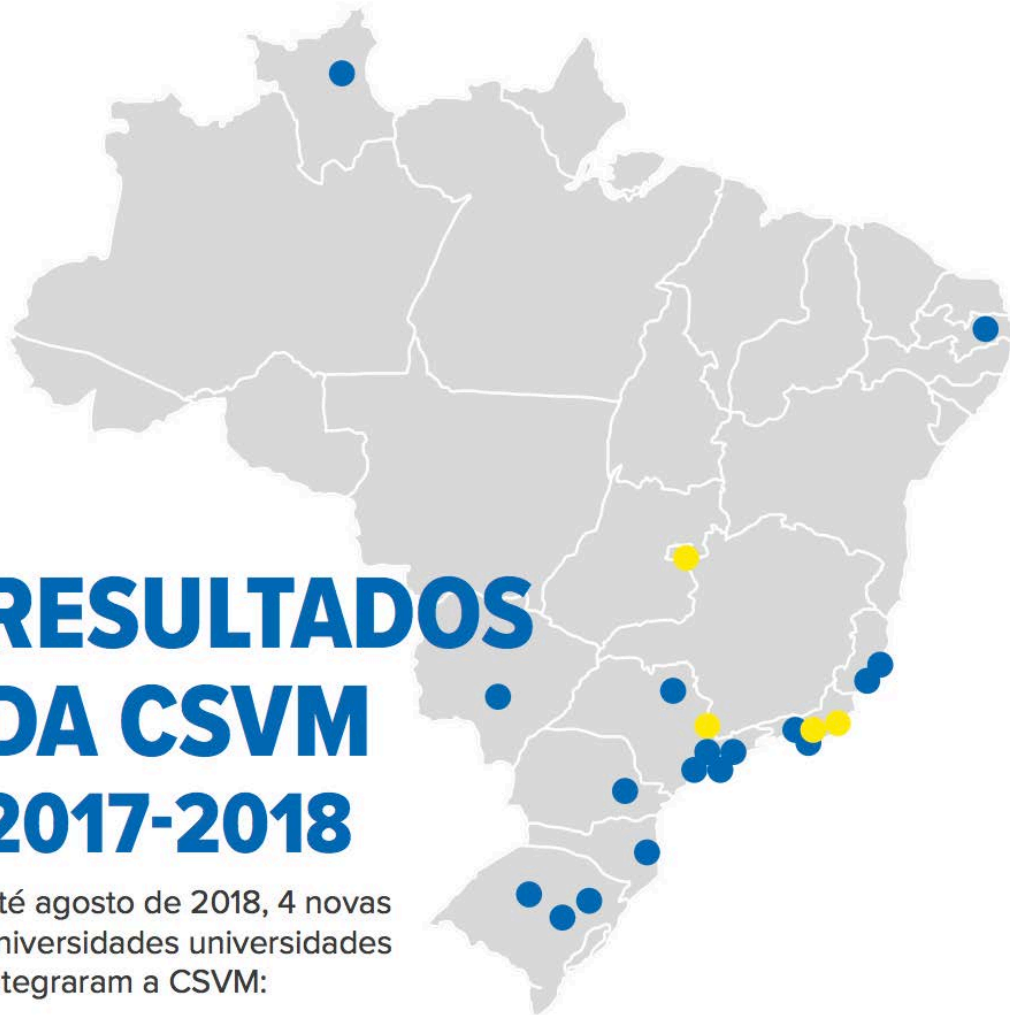 RESULTADOS
DA CSVM
2017-2018
té agosto de 2018, 4 novas
niversidades universidades
tegraram a CSVM: